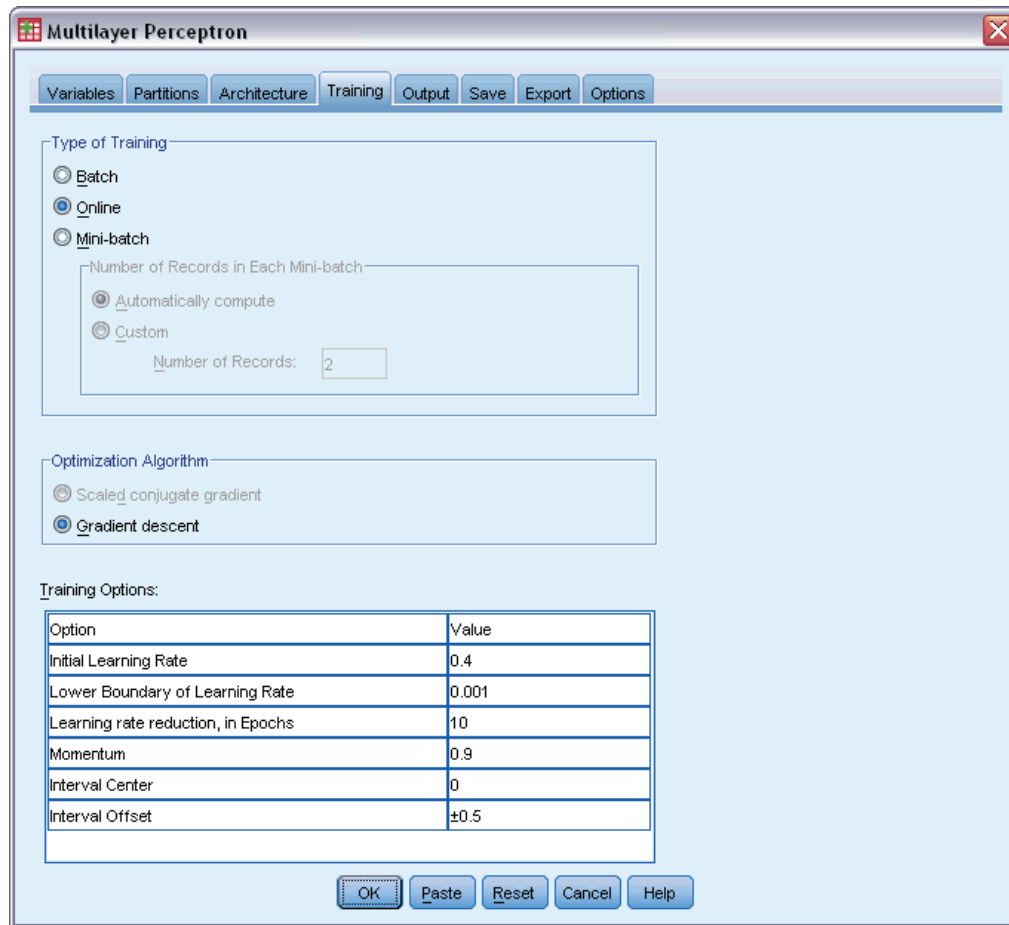 Multilayer Perceptron
Variables Partitions Architecture Training Output Save Export Options
Type of Training
Batch
Online
Mini-batch
Number of Records in Each Mini-batch
Automatically compute
Custom
Number of Records: 2
Optimization Algorithm
Scaled conjugate gradient
Gradient descent
Training Options:
Option Value
Initial Learning Rate 0.4
Lower Boundary of Learning Rate 0.001
Learning rate reduction, in Epochs 10
Momentum 0.9
Interval Center 0
Interval Offset ±0.5
OK Paste Reset Cancel Help